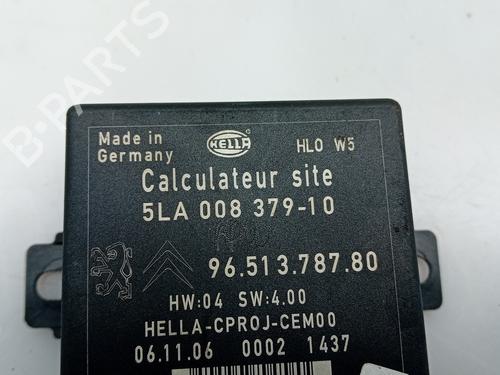 B-PARTS
Made in
Germany
HELLA
HLO W5
Calculateur site
5LA 008 379-10
96.513.787.80
HW:04 SW:4.00
HELLA-CPROJ-CEM00
06.11.06 0002 1437